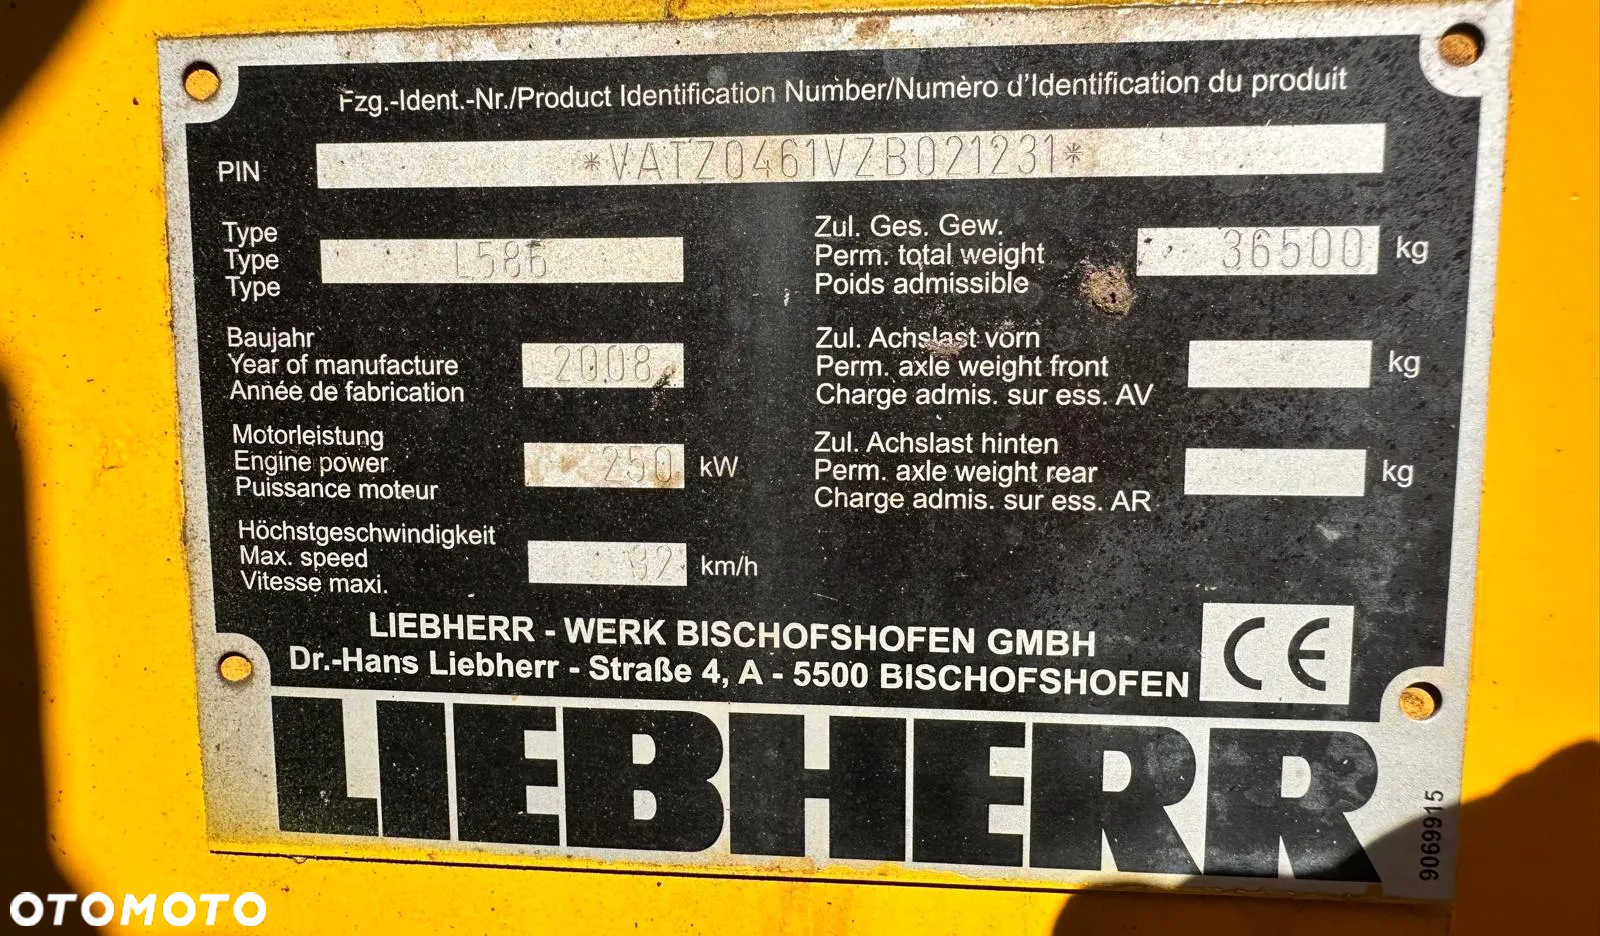 Fzg.-Ident.-Nr./Product Identification Number/Numèro d'Identification du produit
PIN *VATZ0461VZB021231*
Type
Type L586
Type
Zul. Ges. Gew.
Perm. total weight 36500 kg
Poids admissible
Baujahr
Year of manufacture 2008
Année de fabrication
Zul. Achslast vorn
Perm. axle weight front kg
Charge admis. sur ess. AV
Motorleistung
Engine power 250 kW
Puissance moteur
Zul. Achslast hinten
Perm. axle weight rear kg
Charge admis. sur ess. AR
Höchstgeschwindigkeit
Max. speed 32 km/h
Vitesse maxi.
LIEBHERR - WERK BISCHOFSHOFEN GMBH
Dr.-Hans Liebherr - Straße 4, A - 5500 BISCHOFSHOFEN
CE
LIEBHERR
9069915
OTOMOTO